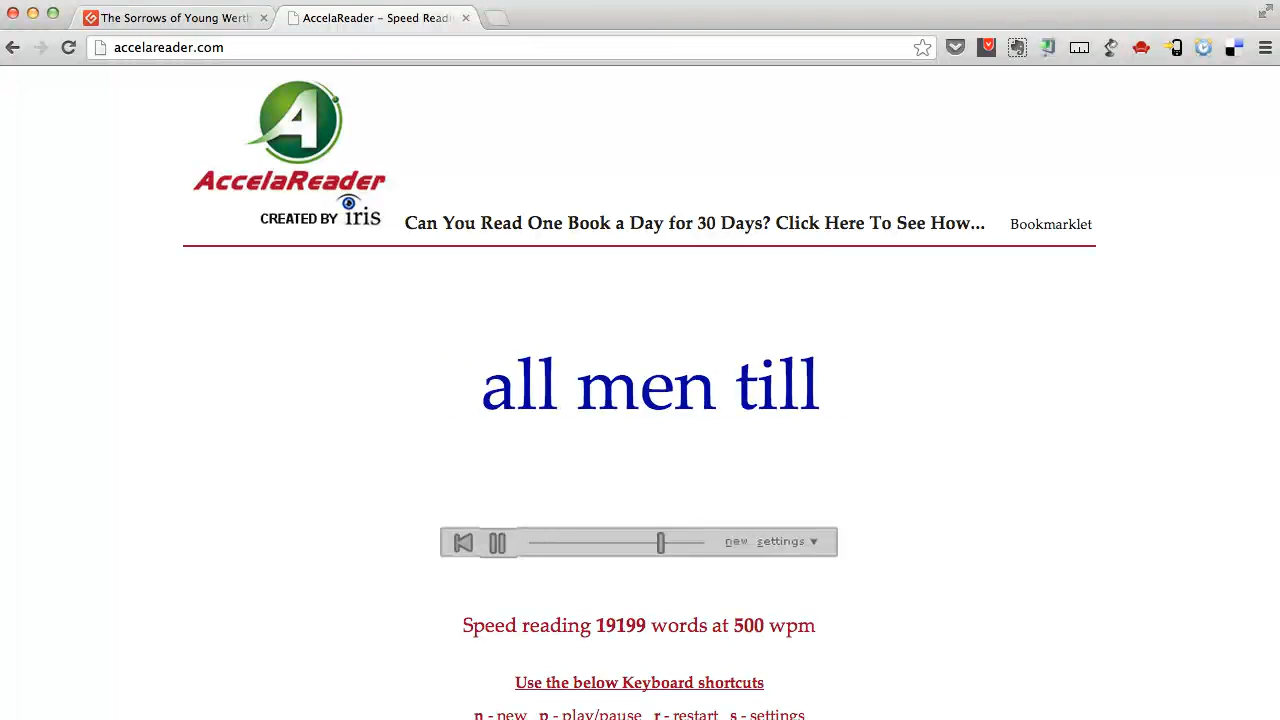 The Sorrows of Young Werth
AccelaReader – Speed Readi
accelareader.com
A
AccelaReader
CREATED BY iris
Can You Read One Book a Day for 30 Days? Click Here To See How...
Bookmarklet
all men till
new settings ▼
Speed reading 19199 words at 500 wpm
Use the below Keyboard shortcuts
n - new p - play/pause r - restart s - settings